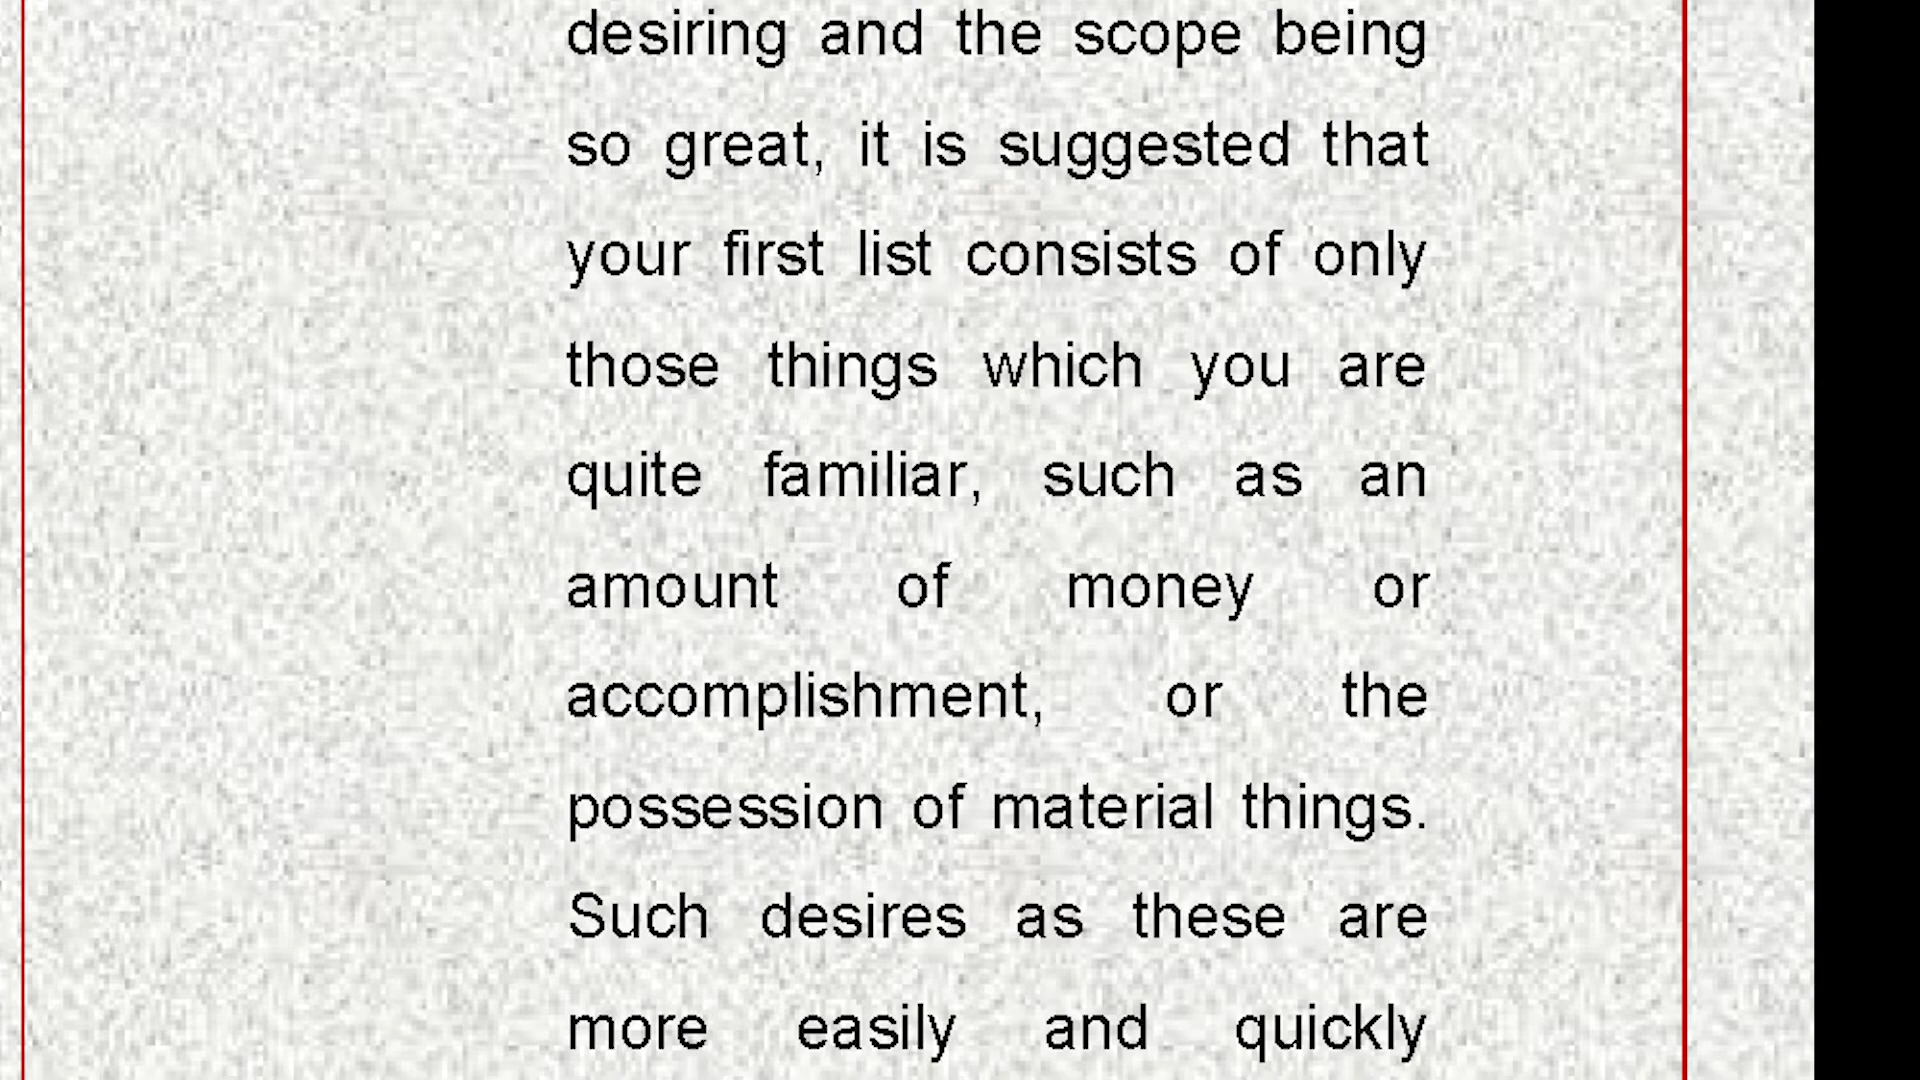 desiring and the scope being
so great, it is suggested that
your first list consists of only
those things which you are
quite familiar, such as an
amount of money or
accomplishment, or the
possession of material things.
Such desires as these are
more easily and quickly